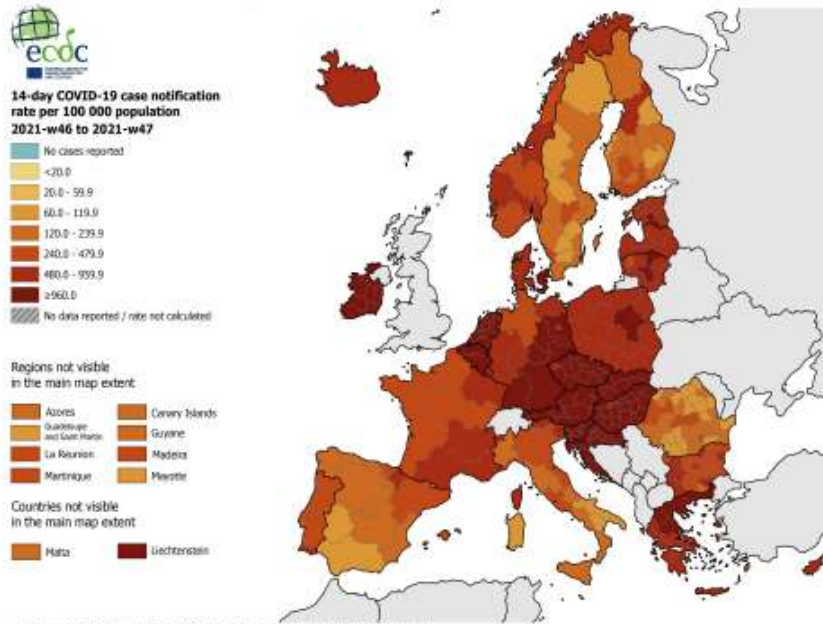 ecdc
14-day COVID-19 case notification
rate per 100 000 population
2021-w46 to 2021-w47
No cases reported
<20.0
20.0 - 59.9
60.0 - 119.9
120.0 - 239.9
240.0 - 479.9
480.0 - 959.9
≥960.0
No data reported / rate not calculated
Regions not visible
in the main map extent
Azores
Canary Islands
Guadeloupe
and Saint Martin
Guyane
La Reunion
Madeira
Martinique
Mayotte
Countries not visible
in the main map extent
Malta
Liechtenstein